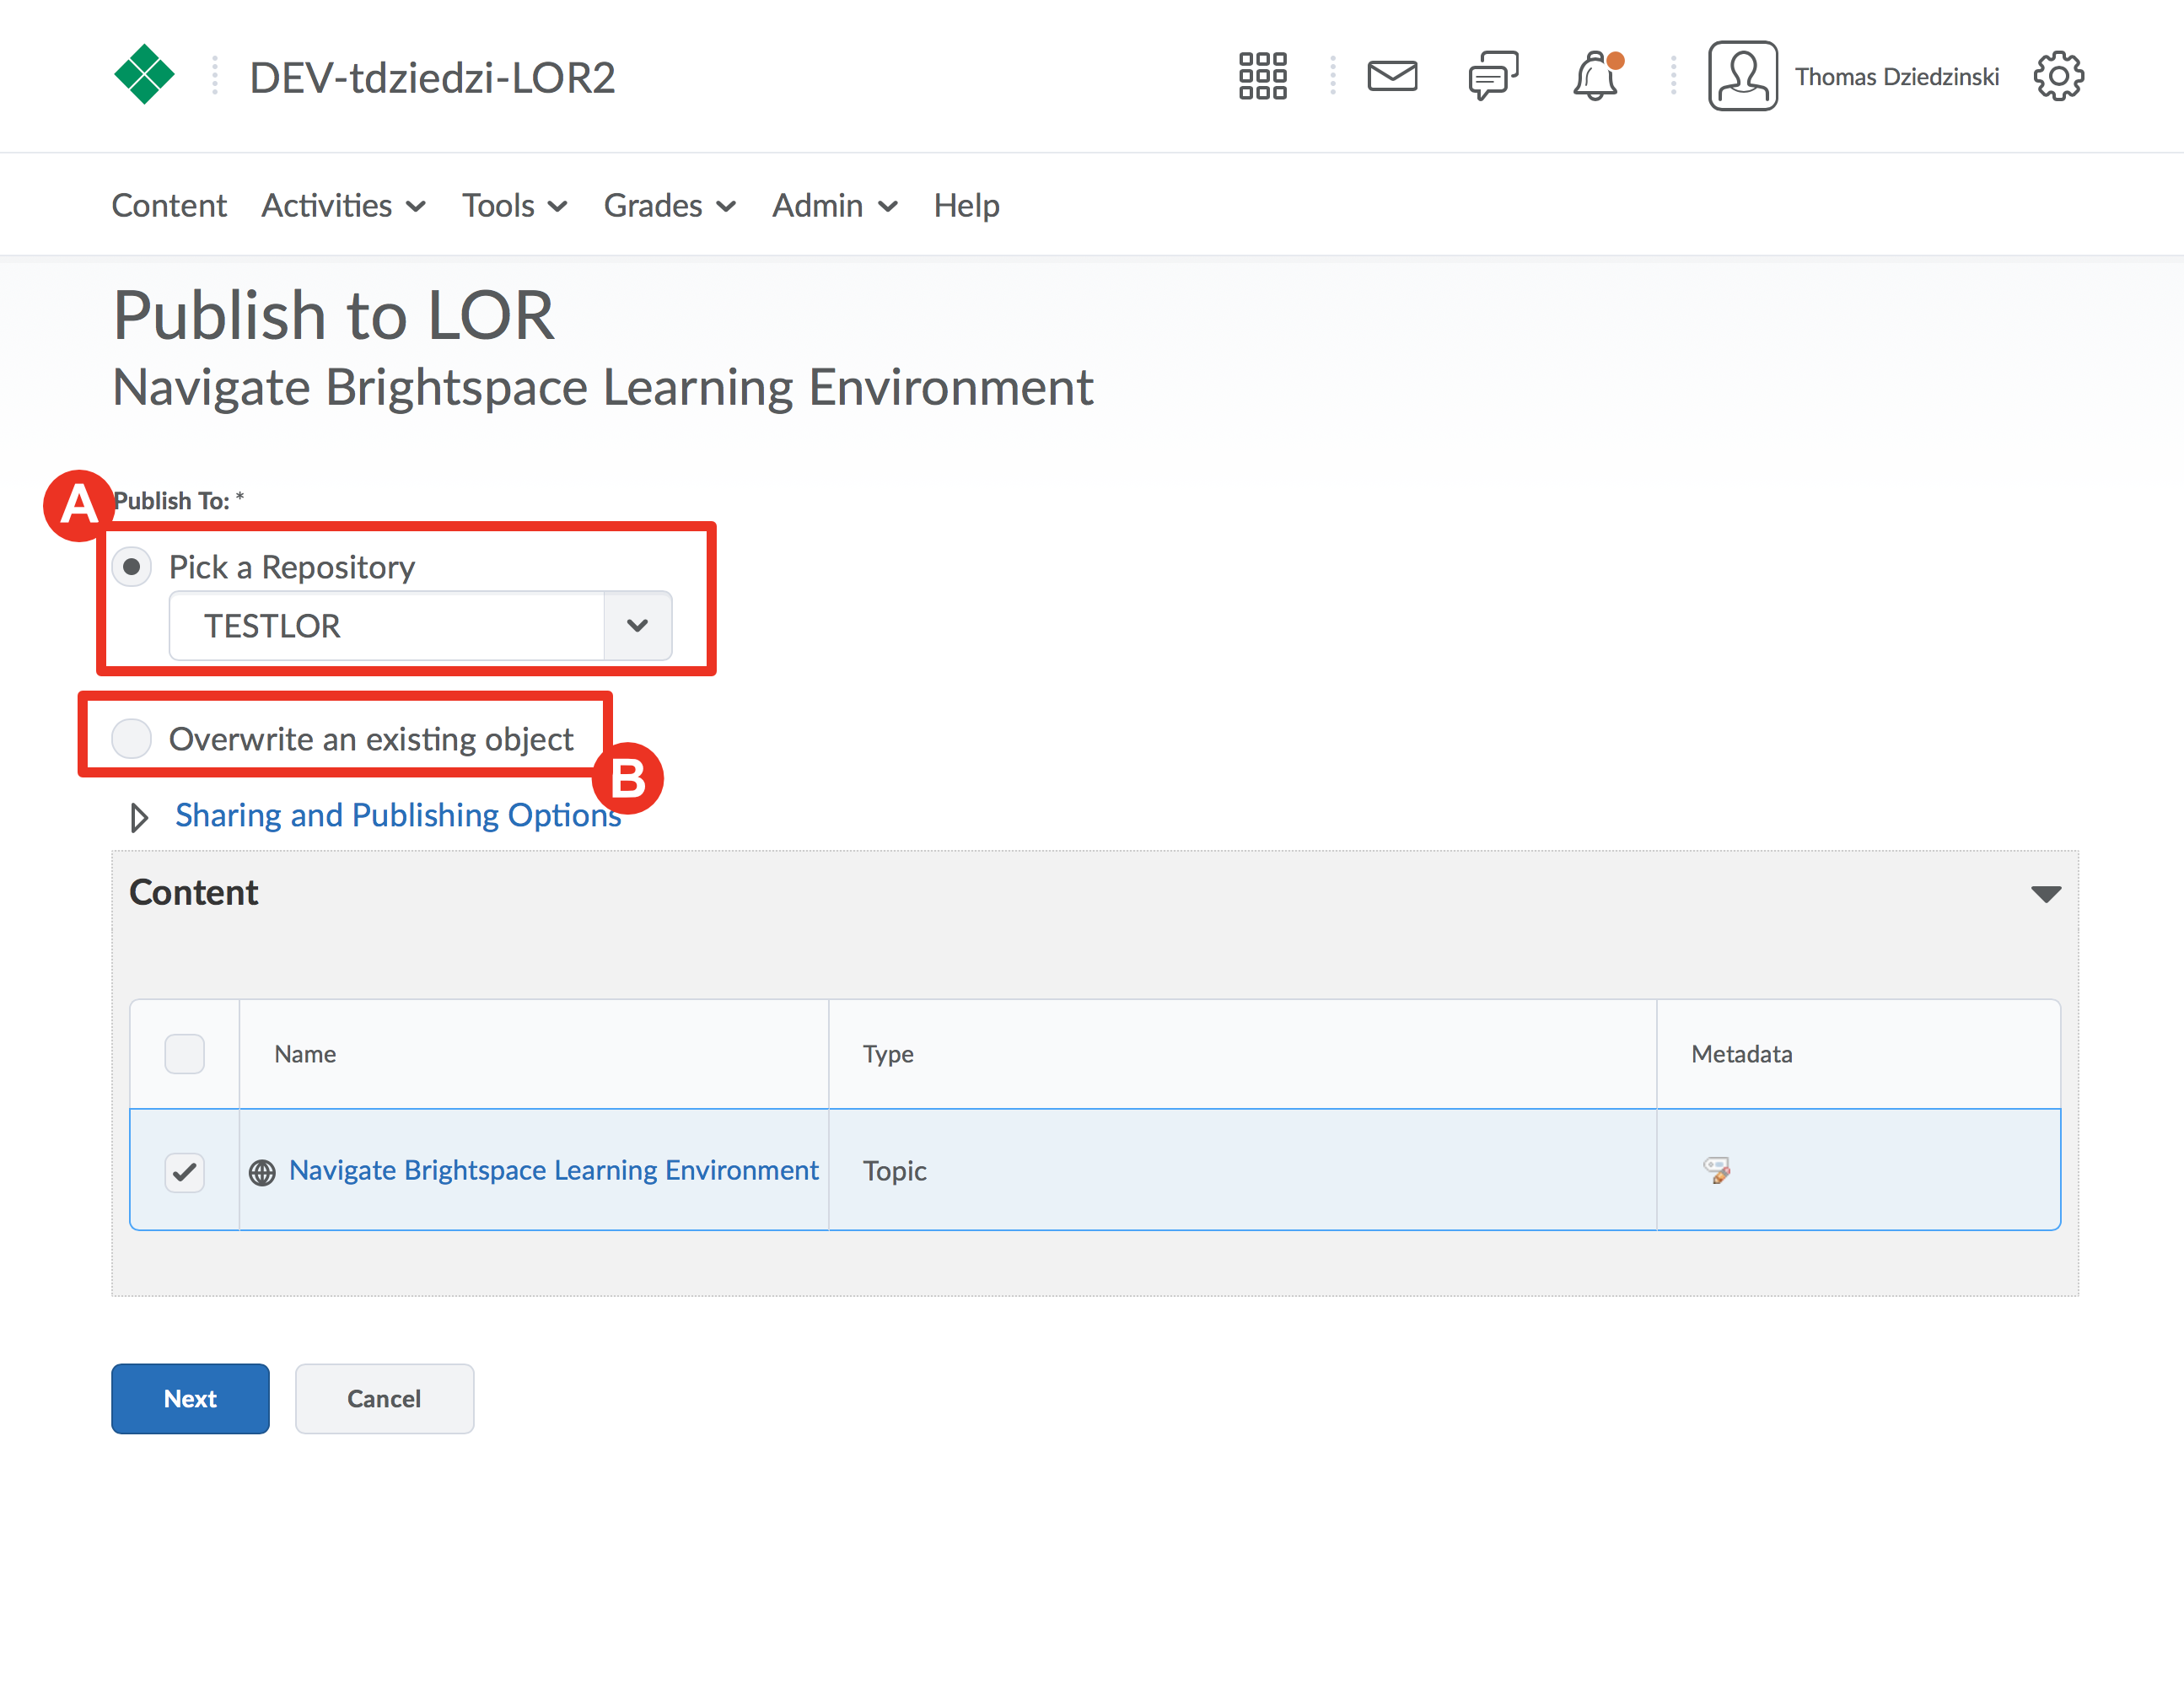 DEV-tdziedzi-LOR2
Thomas Dziedzinski
Content Activities Tools Grades Admin Help
Publish to LOR
Navigate Brightspace Learning Environment
A
Publish To: *
Pick a Repository
TESTLOR
Overwrite an existing object
B
Sharing and Publishing Options
Content
Name Type Metadata
Navigate Brightspace Learning Environment Topic
Next Cancel